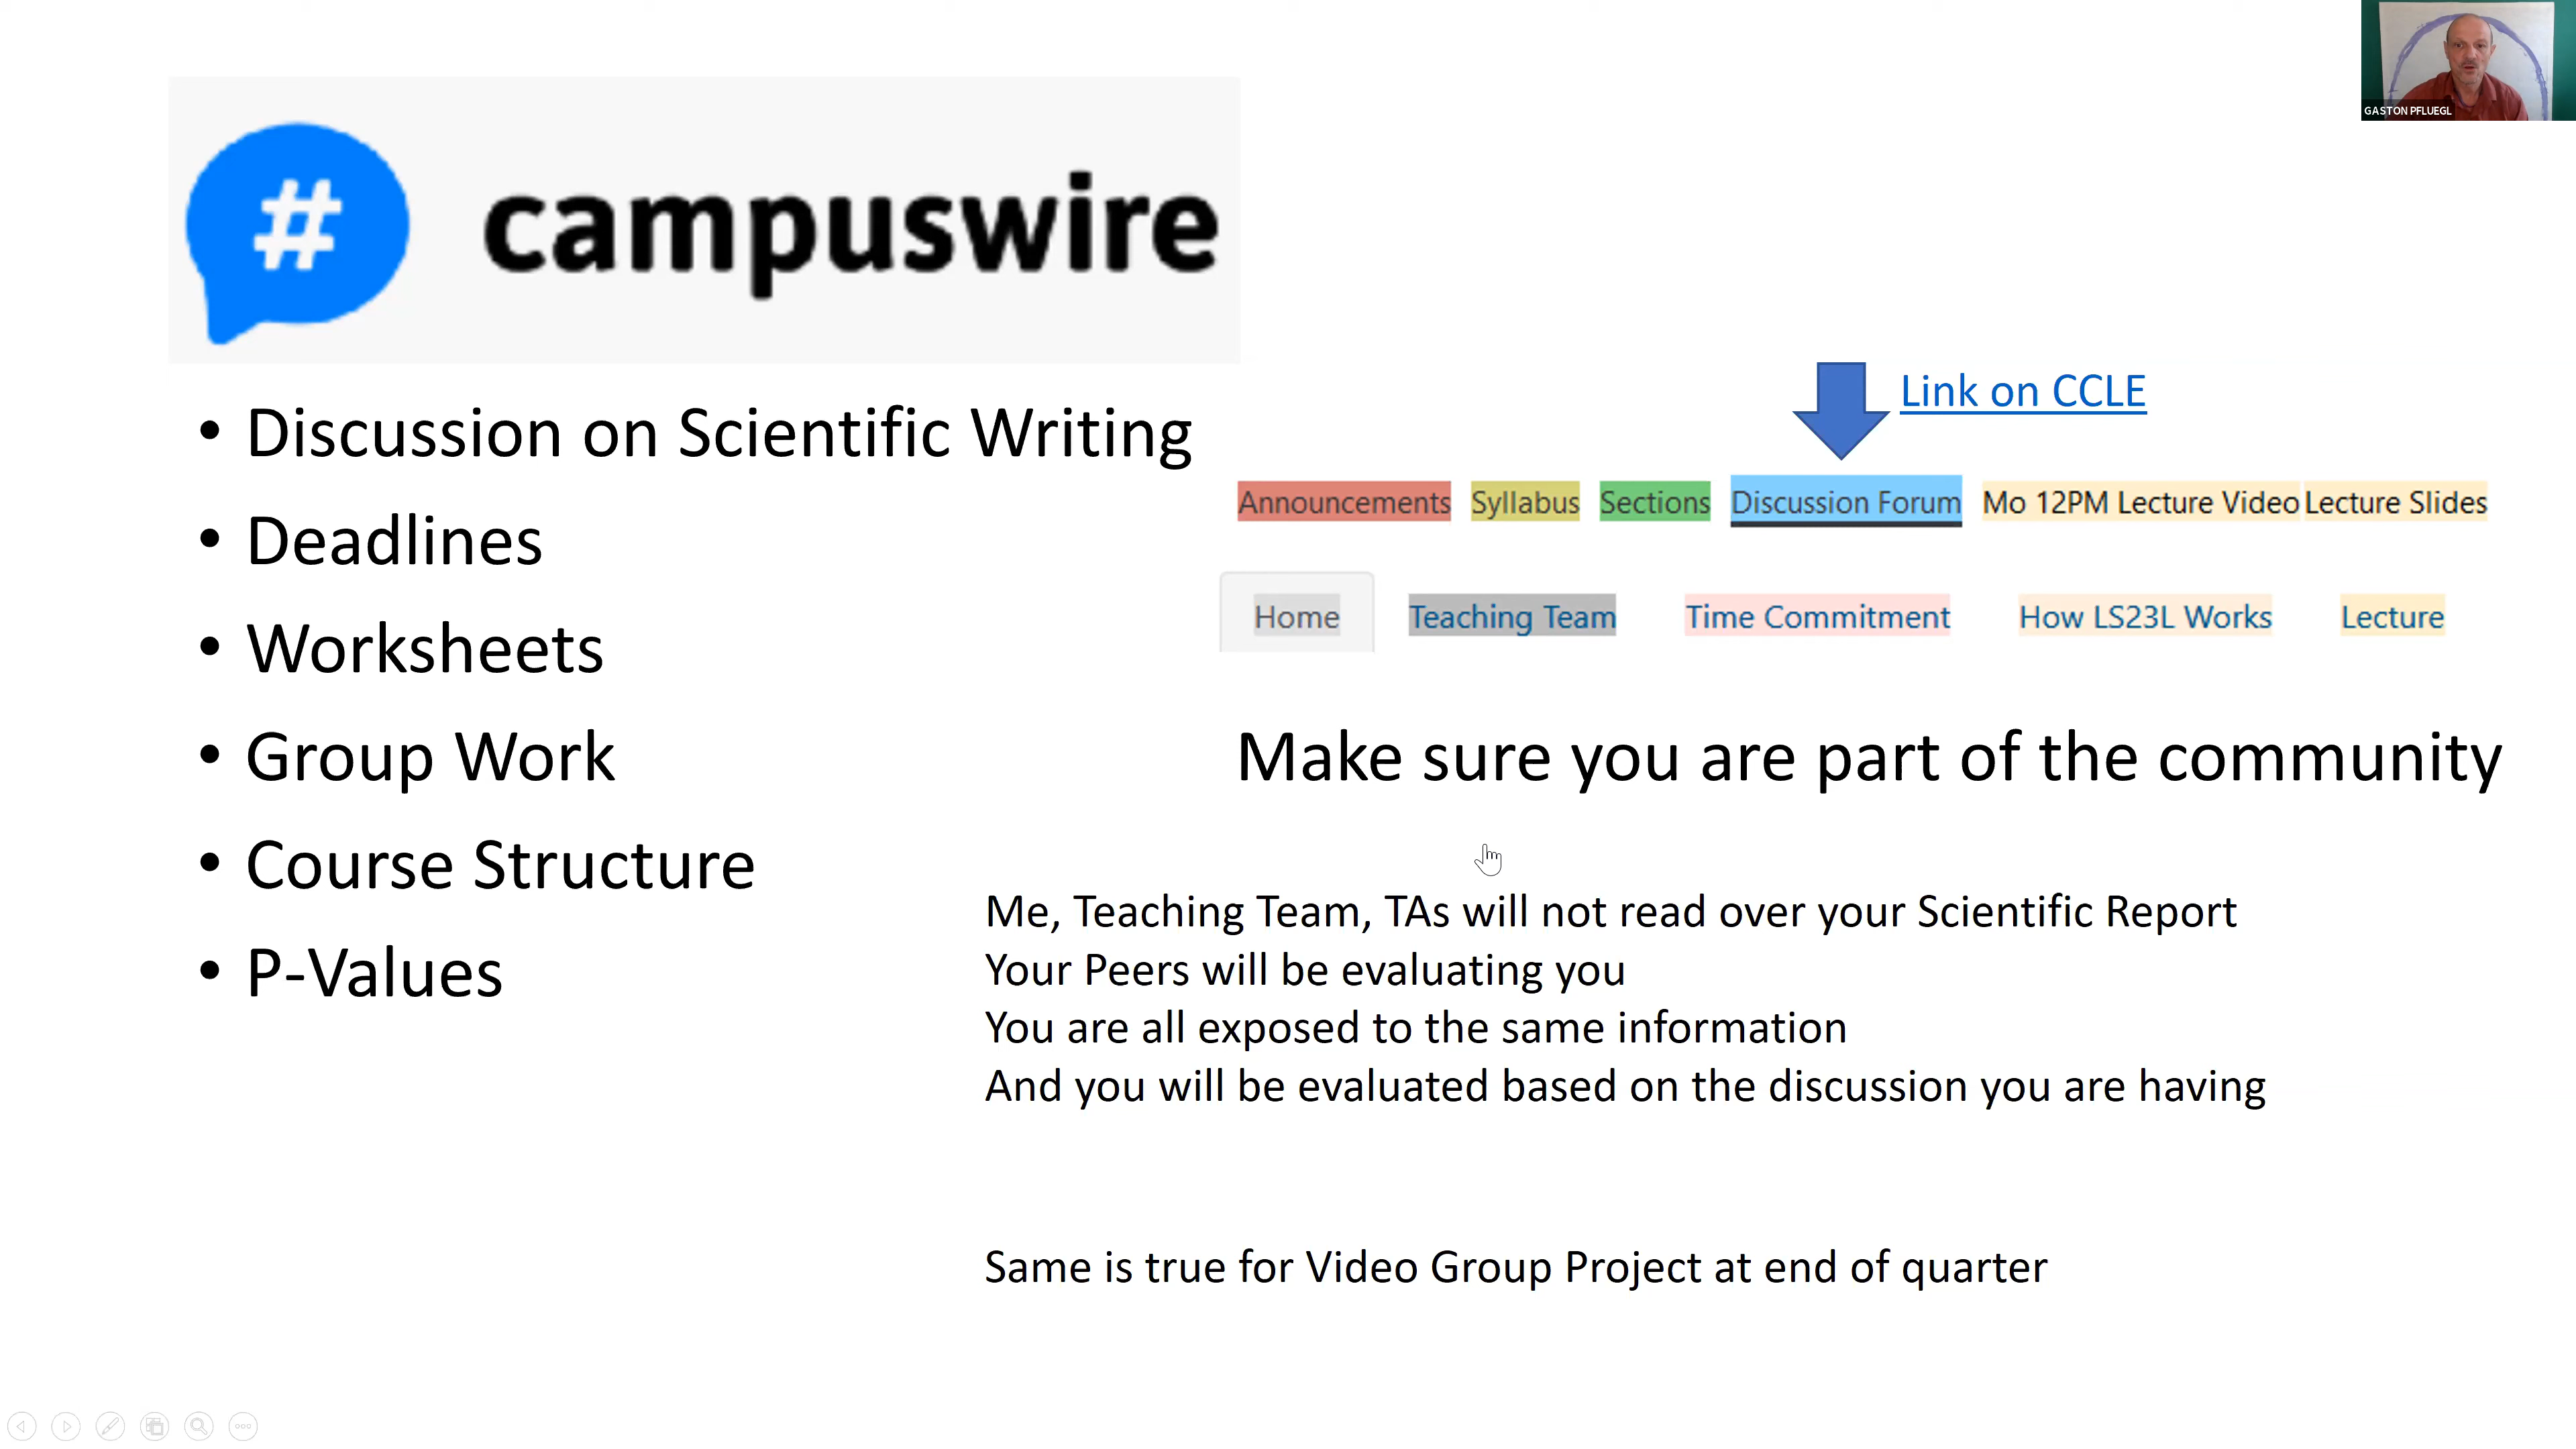 GASTON PFLUEGL
# campuswire
• Discussion on Scientific Writing
• Deadlines
• Worksheets
• Group Work
• Course Structure
• P-Values
Link on CCLE
Announcements Syllabus Sections Discussion Forum Mo 12PM Lecture Video Lecture Slides
Home Teaching Team Time Commitment How LS23L Works Lecture
Make sure you are part of the community
Me, Teaching Team, TAs will not read over your Scientific Report
Your Peers will be evaluating you
You are all exposed to the same information
And you will be evaluated based on the discussion you are having
Same is true for Video Group Project at end of quarter